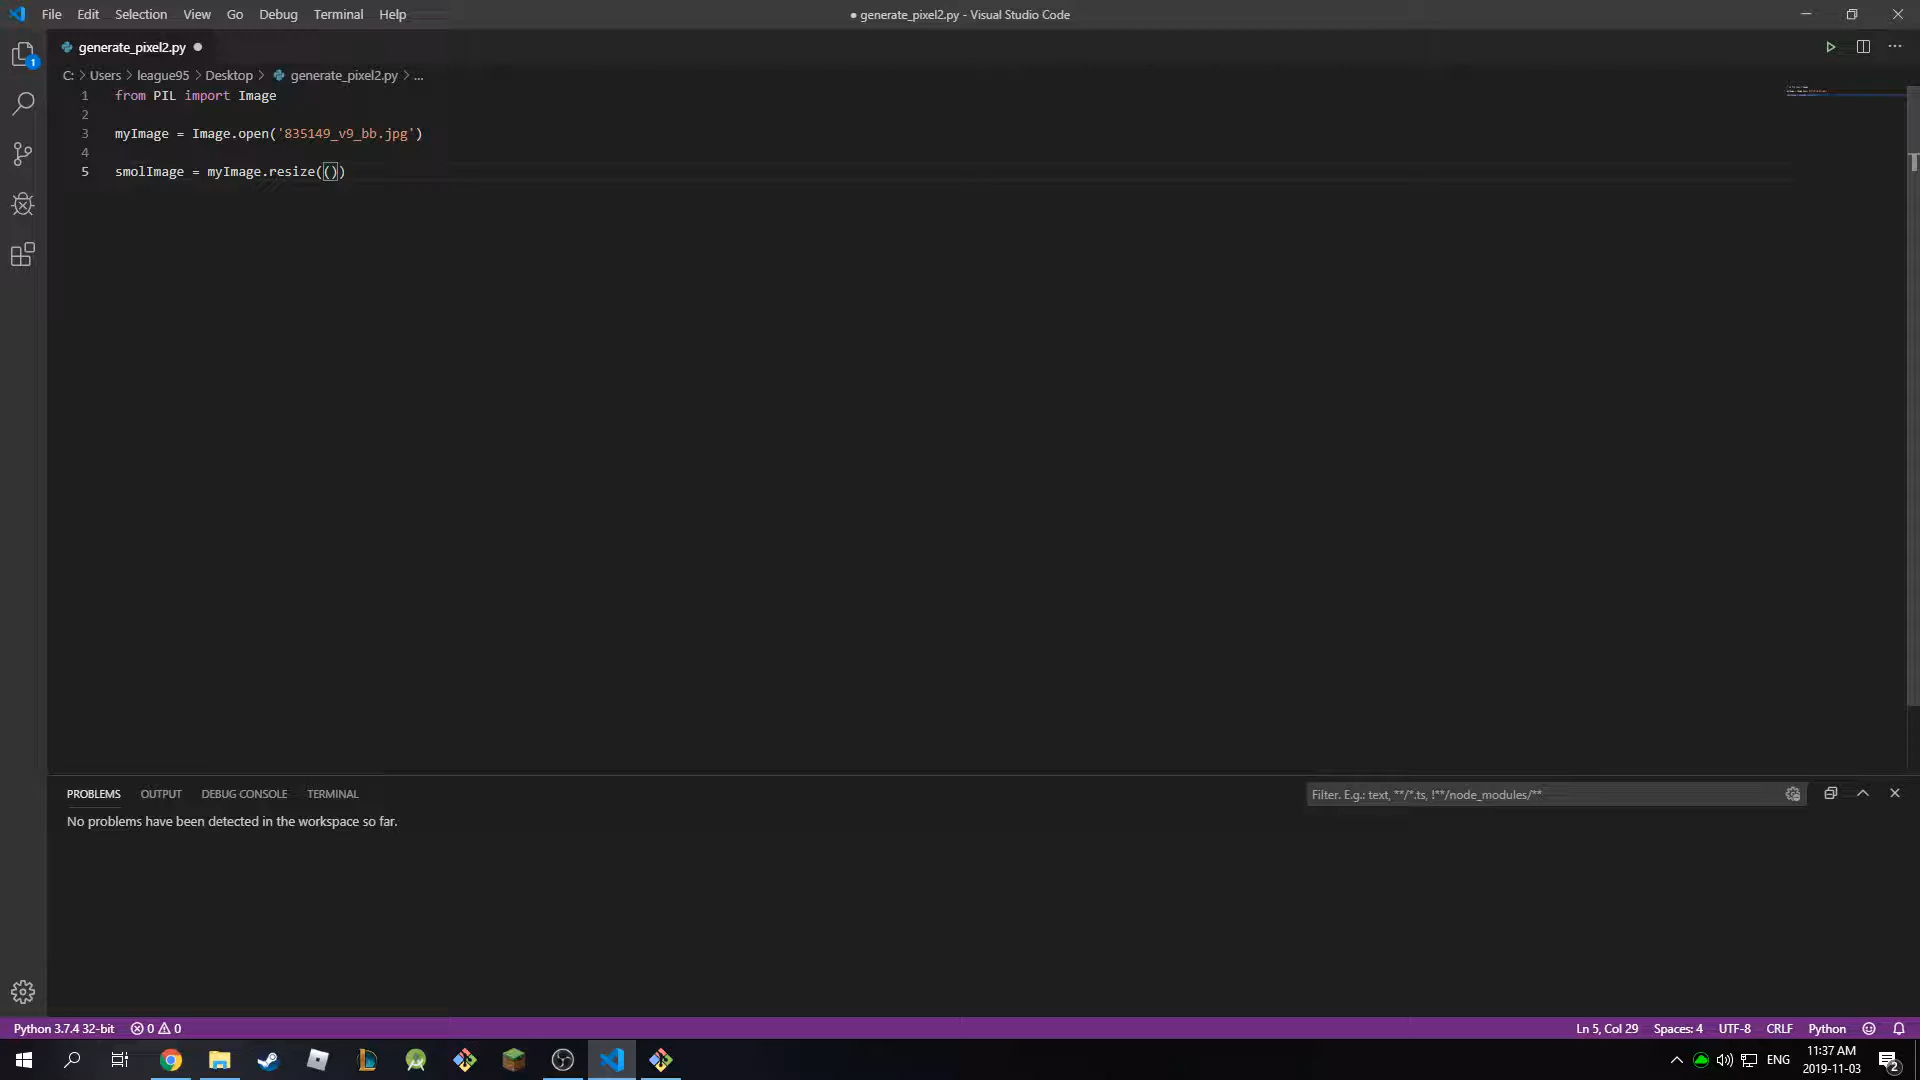 File Edit Selection View Go Debug Terminal Help
● generate_pixel2.py - Visual Studio Code
1
generate_pixel2.py ●
C: > Users > league95 > Desktop > generate_pixel2.py > ...
1 from PIL import Image
2
3 myImage = Image.open('835149_v9_bb.jpg')
4
5 smolImage = myImage.resize(())
PROBLEMS OUTPUT DEBUG CONSOLE TERMINAL
Filter. E.g.: text, **/*.ts, !**/node_modules/**
No problems have been detected in the workspace so far.
Python 3.7.4 32-bit 0 0
Ln 5, Col 29 Spaces: 4 UTF-8 CRLF Python
ENG
11:37 AM
2019-11-03
2